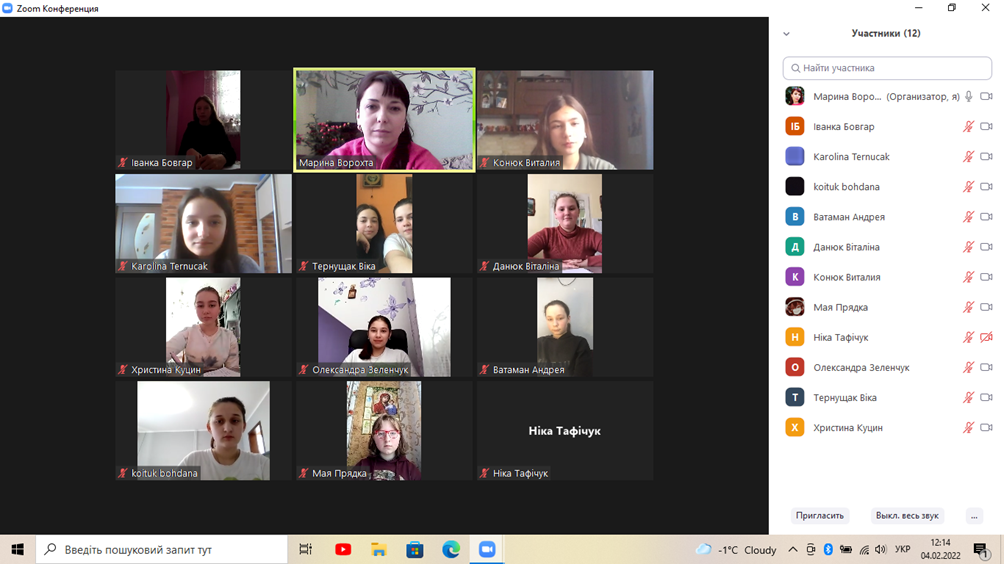 Zoom Конференция
Участники (12)
Найти участника
Іванка Бовгар
Марина Ворохта
Конюк Виталия
Karolina Ternucak
Тернущак Віка
Данюк Віталіна
Христина Куцин
Олександра Зеленчук
Ватаман Андрея
koituk bohdana
Мая Прядка
Ніка Тафічук
Ніка Тафічук
Марина Воро... (Организатор, я)
ІБ Іванка Бовгар
Karolina Ternucak
koituk bohdana
В Ватаман Андрея
Д Данюк Віталіна
К Конюк Виталия
Мая Прядка
Н Ніка Тафічук
О Олександра Зеленчук
Т Тернущак Віка
Х Христина Куцин
Пригласить
Выкл. весь звук
...
Введіть пошуковий запит тут
-1°C Cloudy
УКР
12:14
04.02.2022
1